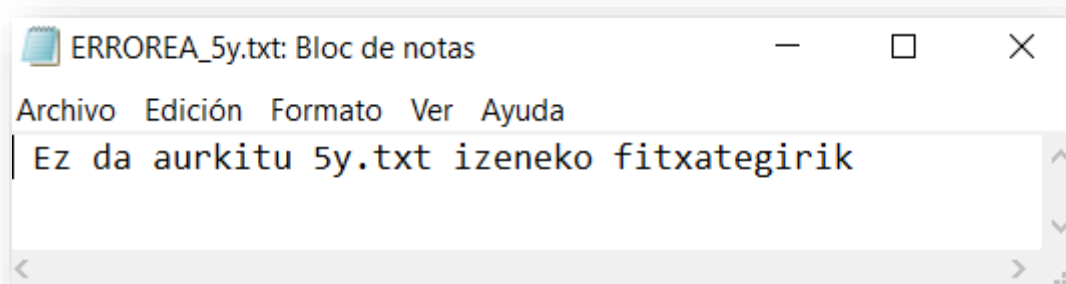 ERROREA_5y.txt: Bloc de notas
Archivo Edición Formato Ver Ayuda
Ez da aurkitu 5y.txt izeneko fitxategirik